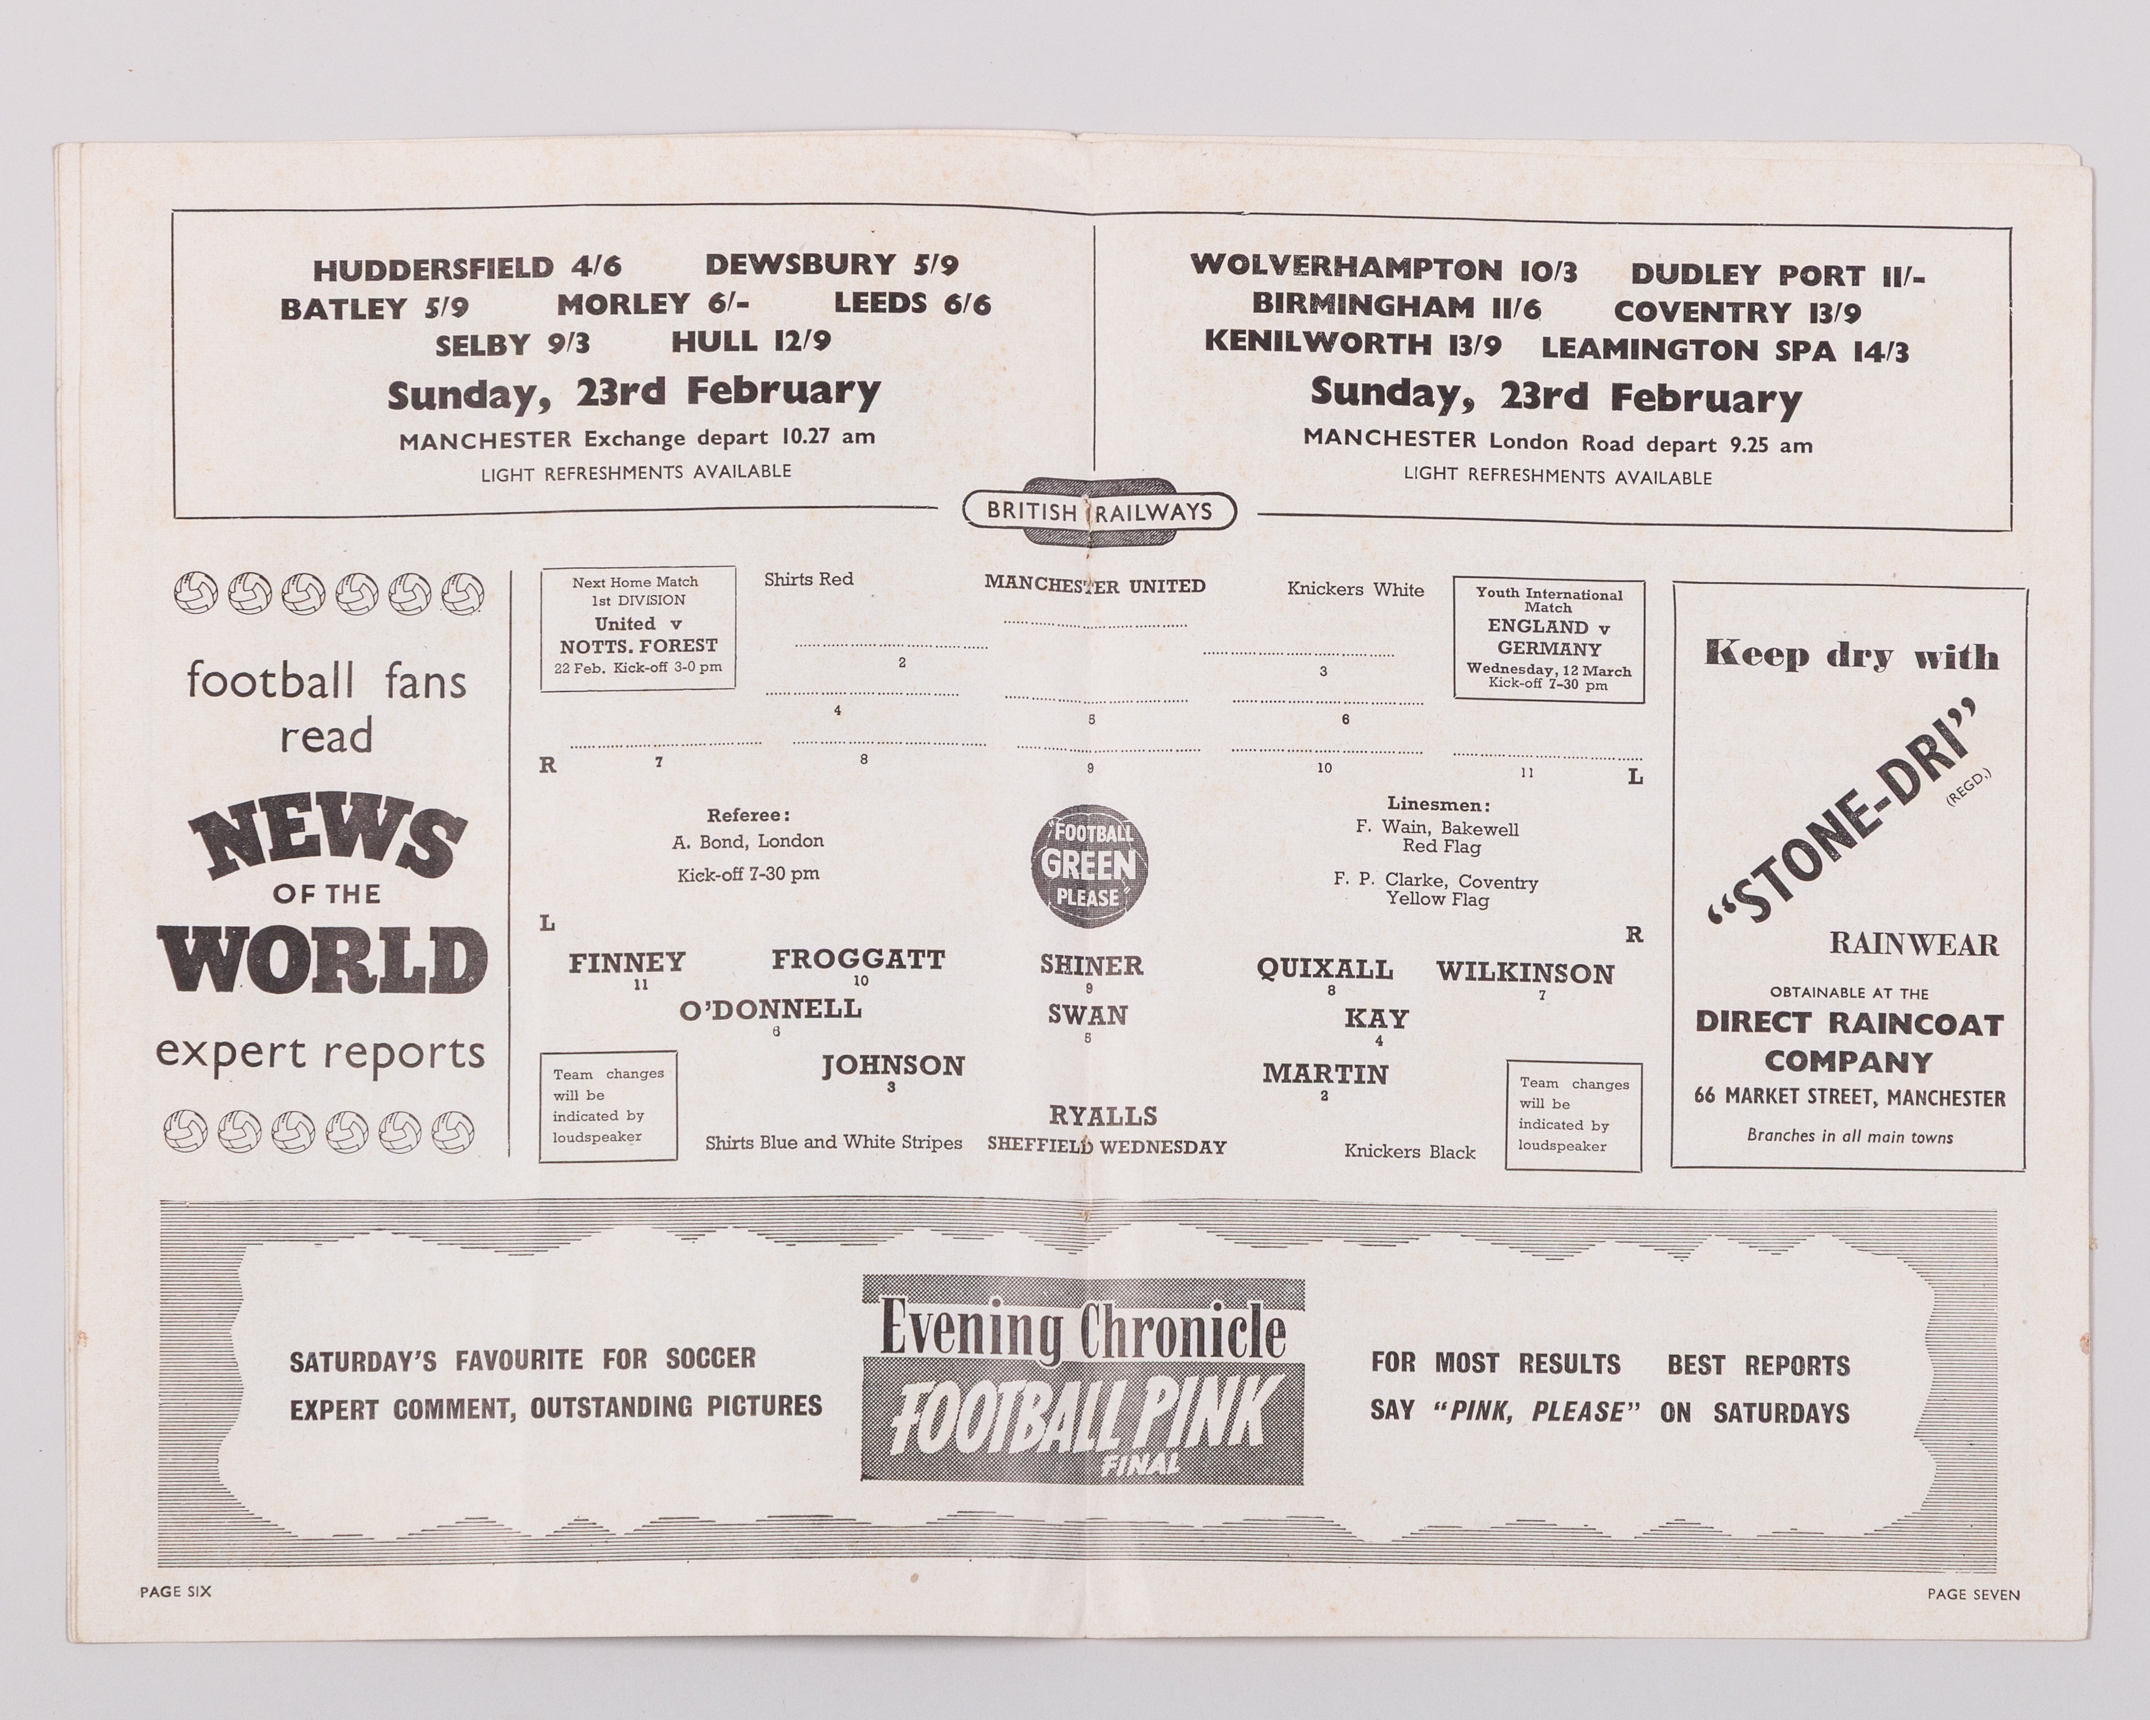 HUDDERSFIELD 4/6 DEWSBURY 5/9
BATLEY 5/9 MORLEY 6/- LEEDS 6/6
SELBY 9/3 HULL 12/9
Sunday, 23rd February
MANCHESTER Exchange depart 10.27 am
LIGHT REFRESHMENTS AVAILABLE
WOLVERHAMPTON 10/3 DUDLEY PORT 11/-
BIRMINGHAM 11/6 COVENTRY 13/9
KENILWORTH 13/9 LEAMINGTON SPA 14/3
Sunday, 23rd February
MANCHESTER London Road depart 9.25 am
LIGHT REFRESHMENTS AVAILABLE
BRITISH RAILWAYS
football fans
read
NEWS
OF THE
WORLD
expert reports
Next Home Match
1st DIVISION
United v
NOTTS. FOREST
22 Feb. Kick-off 3-0 pm
Shirts Red MANCHESTER UNITED Knickers White
Youth International
Match
ENGLAND v
GERMANY
Wednesday, 12 March
Kick-off 7-30 pm
2 3
4 5 6
R 7 8 9 10 11 L
Referee:
A. Bond, London
Kick-off 7-30 pm
"FOOTBALL
GREEN
PLEASE"
Linesmen:
F. Wain, Bakewell
Red Flag
F. P. Clarke, Coventry
Yellow Flag
L R
FINNEY FROGGATT SHINER QUIXALL WILKINSON
11 10 9 8 7
O'DONNELL SWAN KAY
6 5 4
JOHNSON MARTIN
3 2
RYALLS
Team changes
will be
indicated by
loudspeaker
Shirts Blue and White Stripes SHEFFIELD WEDNESDAY Knickers Black
Team changes
will be
indicated by
loudspeaker
Keep dry with
"STONE-DRI"
(REGD.)
RAINWEAR
OBTAINABLE AT THE
DIRECT RAINCOAT
COMPANY
66 MARKET STREET, MANCHESTER
Branches in all main towns
SATURDAY'S FAVOURITE FOR SOCCER
EXPERT COMMENT, OUTSTANDING PICTURES
Evening Chronicle
FOOTBALL PINK
FINAL
FOR MOST RESULTS BEST REPORTS
SAY "PINK, PLEASE" ON SATURDAYS
PAGE SIX
PAGE SEVEN